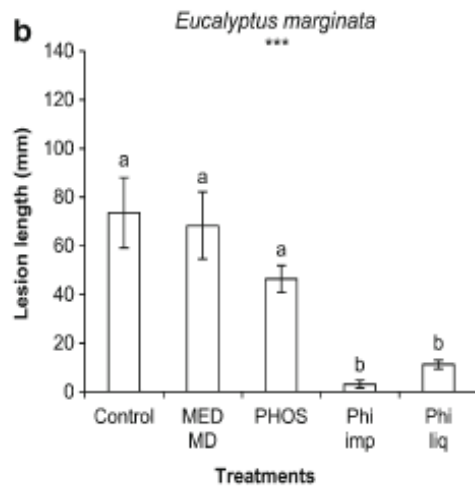 b
Eucalyptus marginata
***
Lesion length (mm)
140
120
100
80
60
40
20
0
a
a
a
b
b
Control
MED
MD
PHOS
Phi
imp
Phi
liq
Treatments